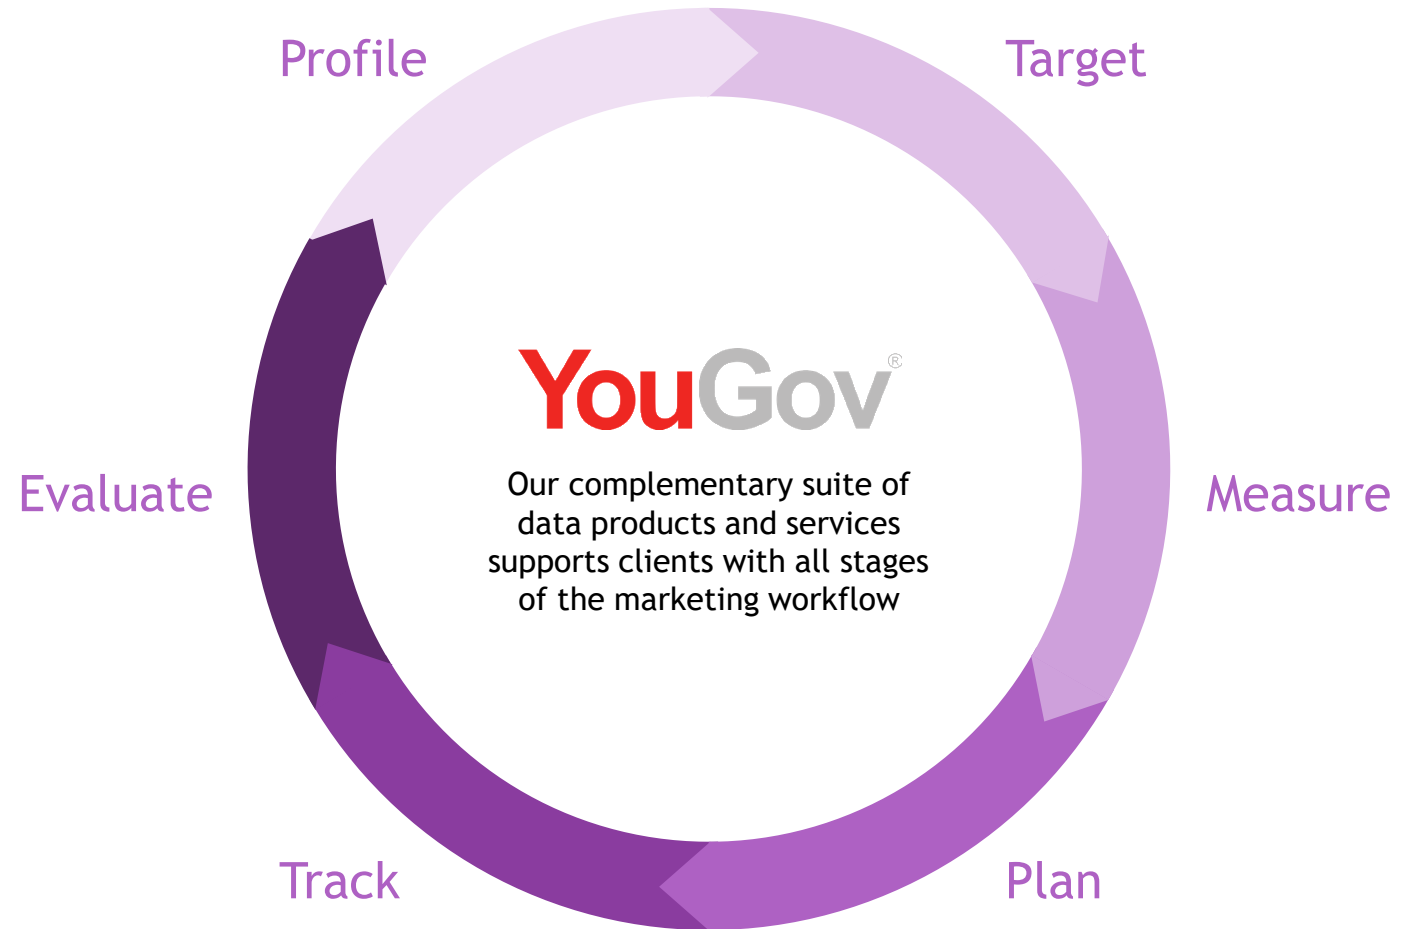 Profile
Target
YouGov®
Our complementary suite of
data products and services
supports clients with all stages
of the marketing workflow
Evaluate
Measure
Track
Plan